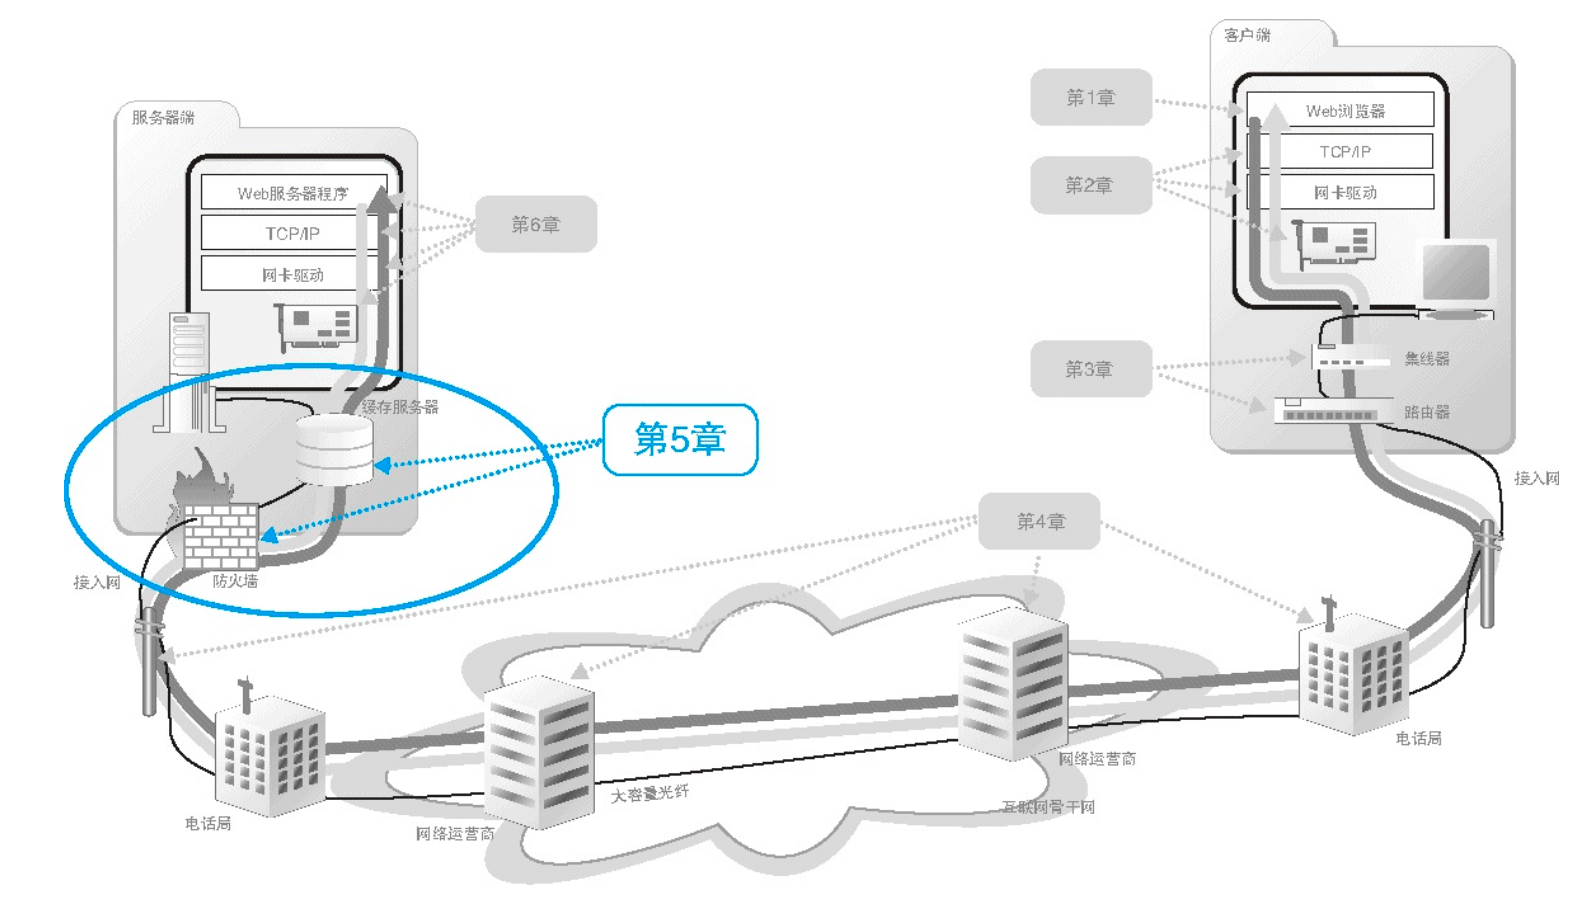 客户端
第1章
Web浏览器
TCP/IP
第2章
网卡驱动
服务器端
Web服务器程序
TCP/IP
网卡驱动
第6章
第3章
集线器
路由器
缓存服务器
第5章
接入网
第4章
接入网
防火墙
电话局
网络运营商
大容量光纤
互联网骨干网
电话局
网络运营商